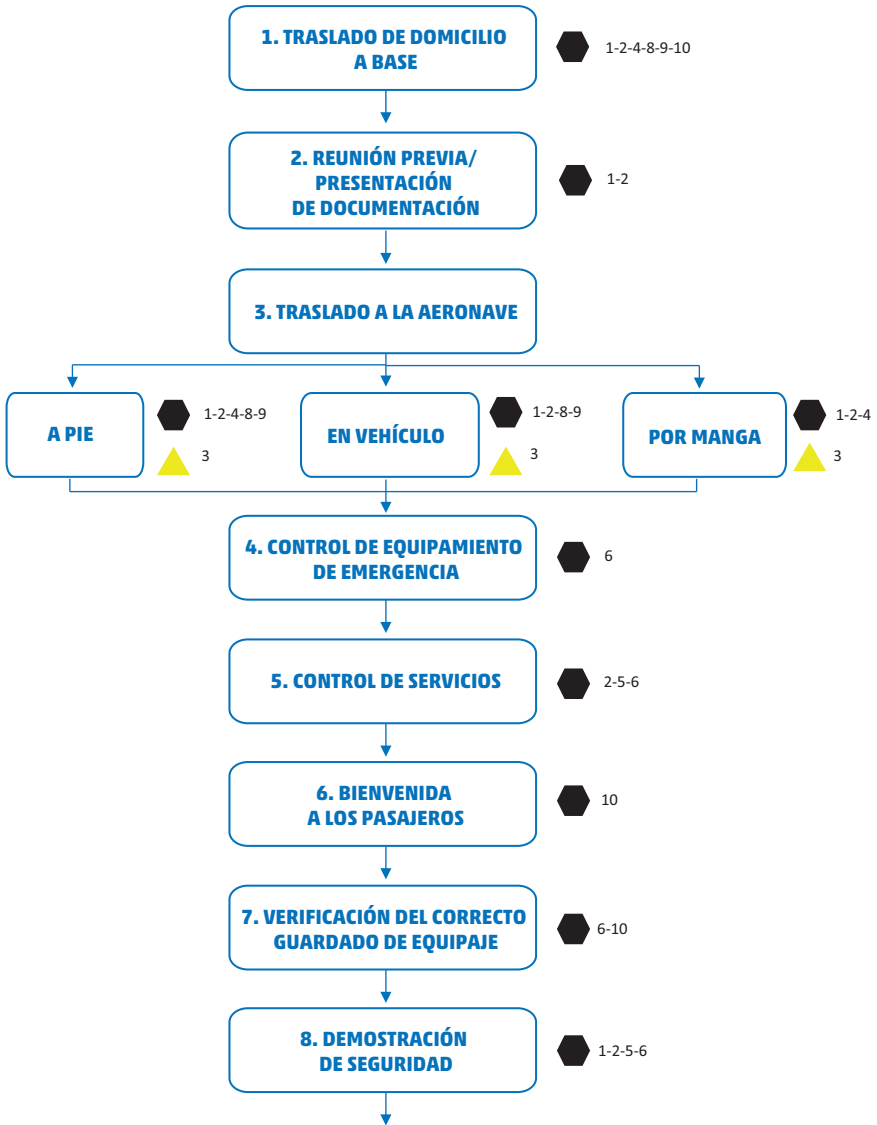 1. TRASLADO DE DOMICILIO
A BASE
1-2-4-8-9-10
2. REUNIÓN PREVIA/
PRESENTACIÓN
DE DOCUMENTACIÓN
1-2
3. TRASLADO A LA AERONAVE
A PIE
1-2-4-8-9
3
EN VEHÍCULO
1-2-8-9
3
POR MANGA
1-2-4
3
4. CONTROL DE EQUIPAMIENTO
DE EMERGENCIA
6
5. CONTROL DE SERVICIOS
2-5-6
6. BIENVENIDA
A LOS PASAJEROS
10
7. VERIFICACIÓN DEL CORRECTO
GUARDADO DE EQUIPAJE
6-10
8. DEMOSTRACIÓN
DE SEGURIDAD
1-2-5-6